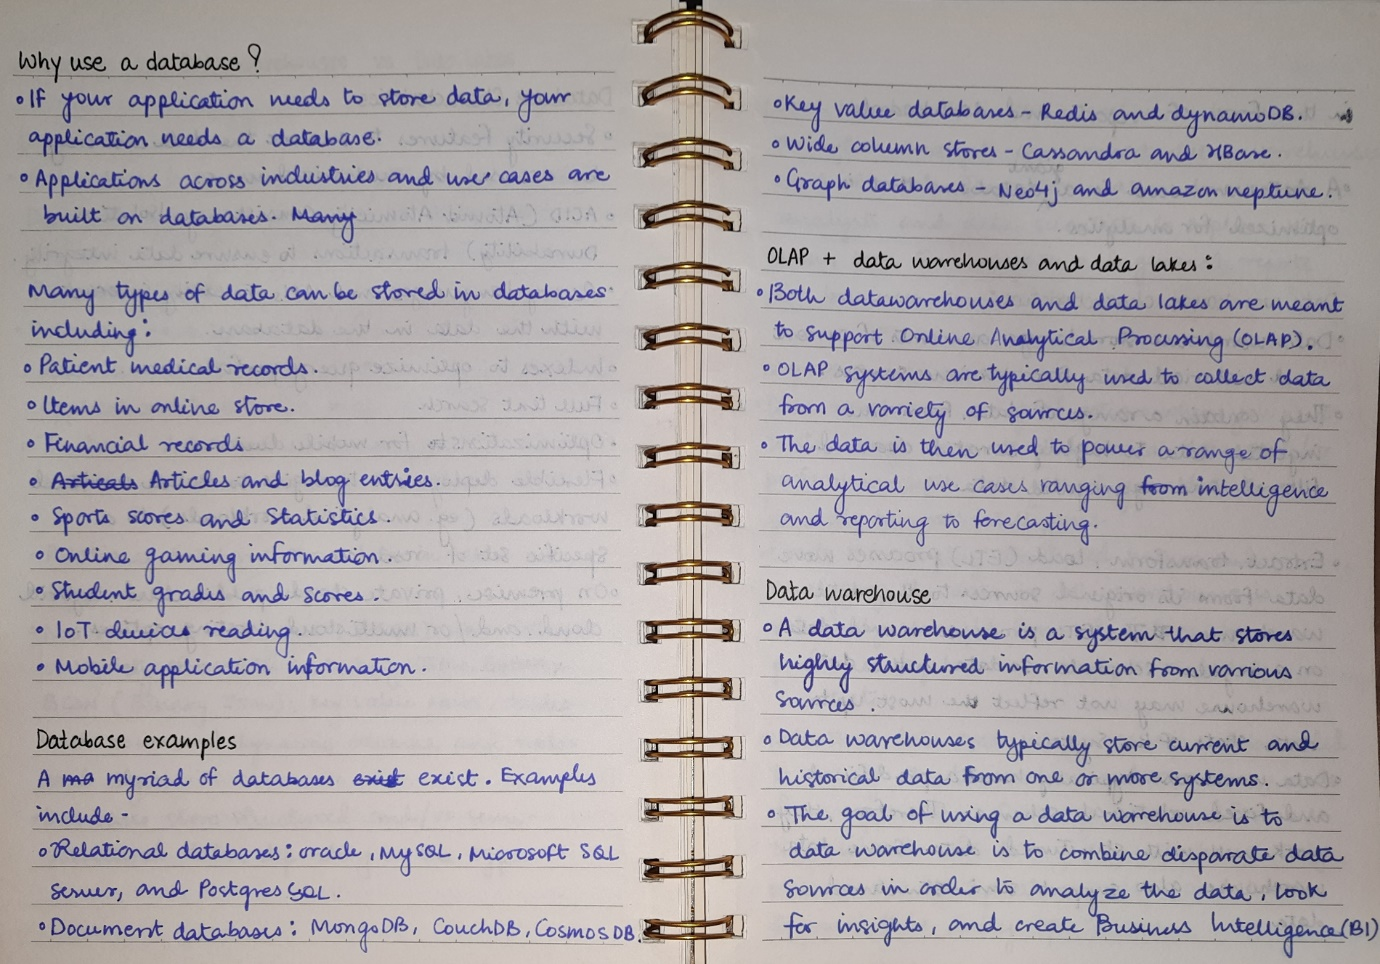 Why use a database?
• If your application needs to store data, your
application needs a database.
• Applications across industries and use cases are
built on databases. Many
Many types of data can be stored in databases
including:
• Patient medical records.
• Items in online store.
• Financial records
• Articals Articles and blog entries.
• Sports scores and Statistics.
• Online gaming information.
• Student grades and scores.
• IoT devices reading.
• Mobile application information.
Database examples
A ma myriad of databases exist exist. Examples
include -
• Relational databases: oracle, MySQL, Microsoft SQL
server, and Postgres SQL.
• Document databases: MongoDB, CouchDB, CosmosDB.
• Key value databases - Redis and dynamoDB.
• Wide column stores - Cassandra and HBase.
• Graph databases - Neo4j and amazon neptune.
OLAP + data warehouses and data lakes:
• Both datawarehouses and data lakes are meant
to support Online Analytical Processing (OLAP).
• OLAP systems are typically used to collect data
from a variety of sources.
• The data is then used to power a range of
analytical use cases ranging from intelligence
and reporting to forecasting.
Data warehouse
• A data warehouse is a system that stores
highly structured information from various
sources.
• Data warehouses typically store current and
historical data from one or more systems.
• The goal of using a data warehouse is to
data warehouse is to combine disparate data
sources in order to analyze the data, look
for insights, and create Business Intelligence(BI)